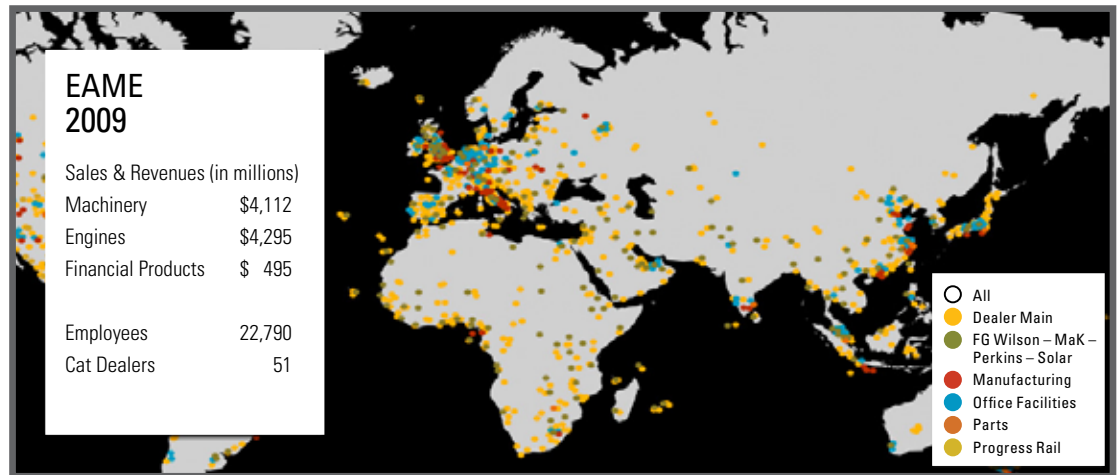 EAME
2009
Sales & Revenues (in millions)
Machinery $4,112
Engines $4,295
Financial Products $ 495
Employees 22,790
Cat Dealers 51
All
Dealer Main
FG Wilson – MaK –
Perkins – Solar
Manufacturing
Office Facilities
Parts
Progress Rail